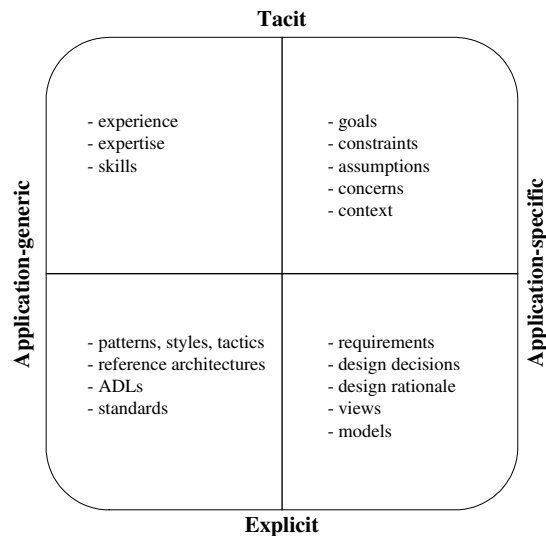 Tacit
- experience
- expertise
- skills
- goals
- constraints
- assumptions
- concerns
- context
Application-generic
Application-specific
- patterns, styles, tactics
- reference architectures
- ADLs
- standards
- requirements
- design decisions
- design rationale
- views
- models
Explicit